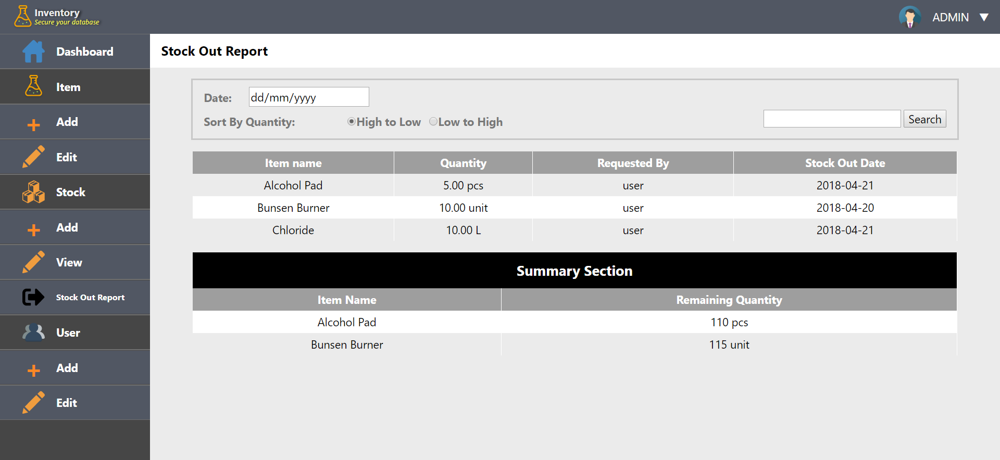 Inventory
Secure your database
ADMIN
Dashboard
Item
Add
Edit
Stock
Add
View
Stock Out Report
User
Add
Edit
Stock Out Report
Date: dd/mm/yyyy
Sort By Quantity: High to Low Low to High Search
Item name Quantity Requested By Stock Out Date
Alcohol Pad 5.00 pcs user 2018-04-21
Bunsen Burner 10.00 unit user 2018-04-20
Chloride 10.00 L user 2018-04-21
Summary Section
Item Name Remaining Quantity
Alcohol Pad 110 pcs
Bunsen Burner 115 unit